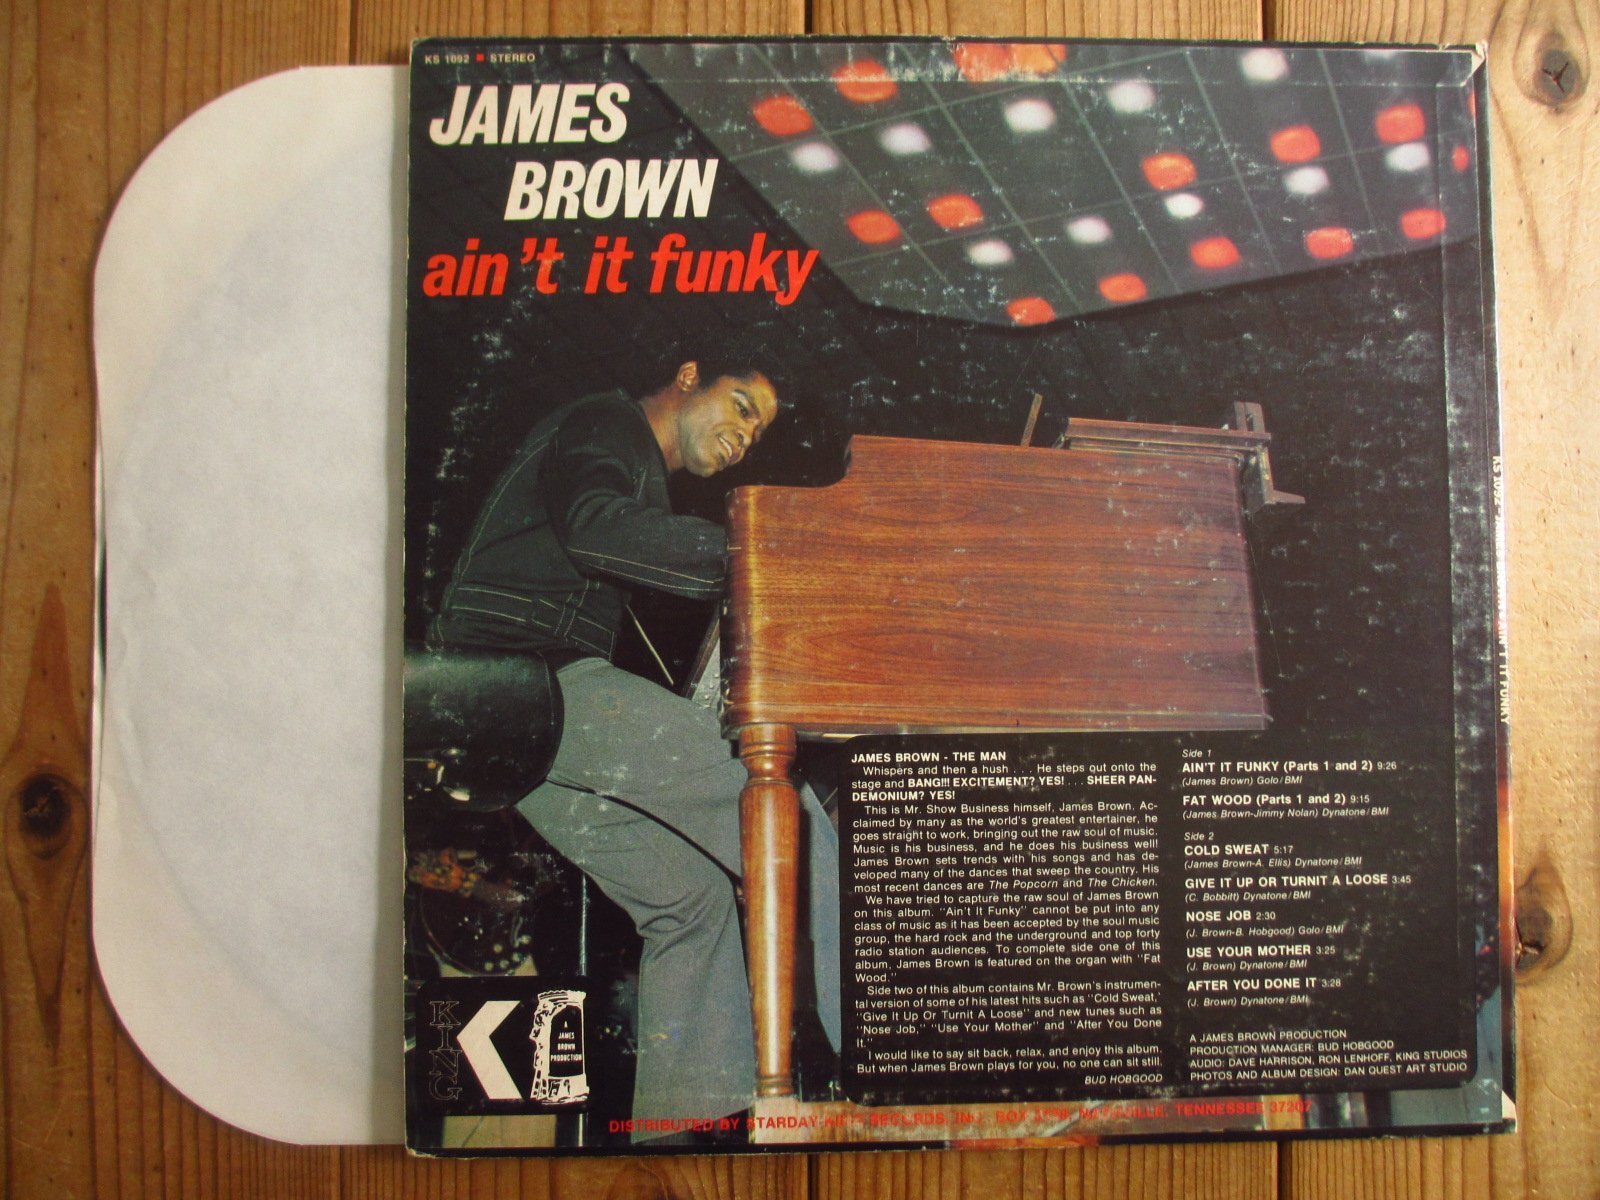 KS 1092 ■ STEREO
JAMES
BROWN
ain't it funky
JAMES BROWN - THE MAN
Whispers and then a hush . . . He steps out onto the
stage and BANG!!! EXCITEMENT? YES! . . . SHEER PAN-
DEMONIUM? YES!
This is Mr. Show Business himself, James Brown. Ac-
claimed by many as the world's greatest entertainer, he
goes straight to work, bringing out the raw soul of music.
Music is his business, and he does his business well!
James Brown sets trends with his songs and has de-
veloped many of the dances that sweep the country. His
most recent dances are The Popcorn and The Chicken.
We have tried to capture the raw soul of James Brown
on this album. "Ain't It Funky" cannot be put into any
class of music as it has been accepted by the soul music
group, the hard rock and the underground and top forty
radio station audiences. To complete side one of this
album, James Brown is featured on the organ with "Fat
Wood."
Side two of this album contains Mr. Brown's instrumen-
tal version of some of his latest hits such as "Cold Sweat,'
"Give It Up Or Turnit A Loose" and new tunes such as
"Nose Job," "Use Your Mother" and "After You Done
It."
I would like to say sit back, relax, and enjoy this album.
But when James Brown plays for you, no one can sit still.
BUD HOBGOOD
Side 1
AIN'T IT FUNKY (Parts 1 and 2) 9:26
(James Brown) Golo/BMI
FAT WOOD (Parts 1 and 2) 9:15
(James Brown-Jimmy Nolan) Dynatone/BMI
Side 2
COLD SWEAT 5:17
(James Brown-A. Ellis) Dynatone/BMI
GIVE IT UP OR TURNIT A LOOSE 3:45
(C. Bobbitt) Dynatone/BMI
NOSE JOB 2:30
(J. Brown-B. Hobgood) Golo/BMI
USE YOUR MOTHER 3:25
(J. Brown) Dynatone/BMI
AFTER YOU DONE IT 3:28
(J. Brown) Dynatone/BMI
A JAMES BROWN PRODUCTION
PRODUCTION MANAGER: BUD HOBGOOD
AUDIO: DAVE HARRISON, RON LENHOFF, KING STUDIOS
PHOTOS AND ALBUM DESIGN: DAN QUEST ART STUDIO
KING
K
A
JAMES
BROWN
PRODUCTION
DISTRIBUTED BY STARDAY-KING RECORDS, INC. BOX NASHVILLE, TENNESSEE 37207
KS 1092 JAMES BROWN AIN'T IT FUNKY